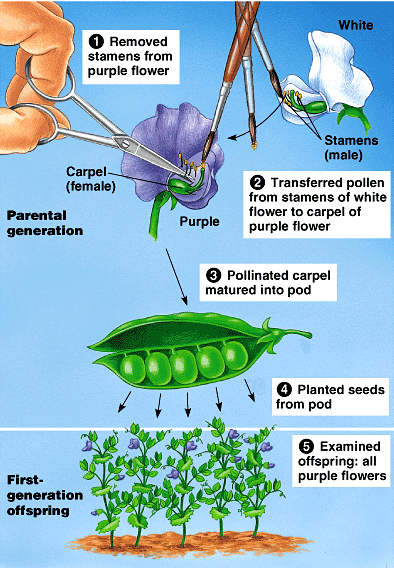 1 Removed
stamens from
purple flower
White
Stamens
(male)
Carpel
(female)
2 Transferred pollen
from stamens of white
flower to carpel of
purple flower
Parental
generation
Purple
3 Pollinated carpel
matured into pod
4 Planted seeds
from pod
5 Examined
offspring: all
purple flowers
First-
generation
offspring